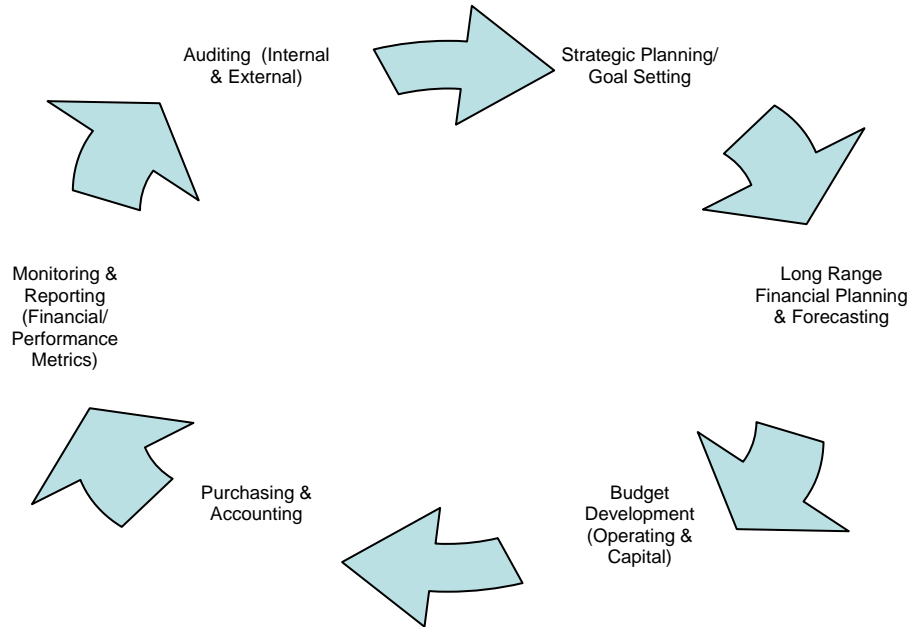 Auditing (Internal
& External)
Strategic Planning/
Goal Setting
Long Range
Financial Planning
& Forecasting
Budget
Development
(Operating &
Capital)
Purchasing &
Accounting
Monitoring &
Reporting
(Financial/
Performance
Metrics)